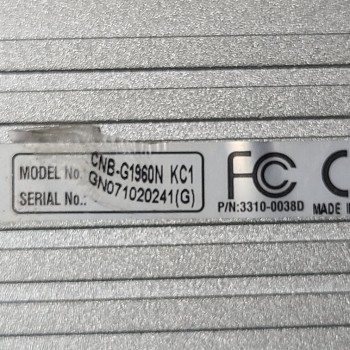 MODEL No. CNB-G1960N KC1
SERIAL No. GN071020241(G)
FC
P/N:3310-0038D
MADE I